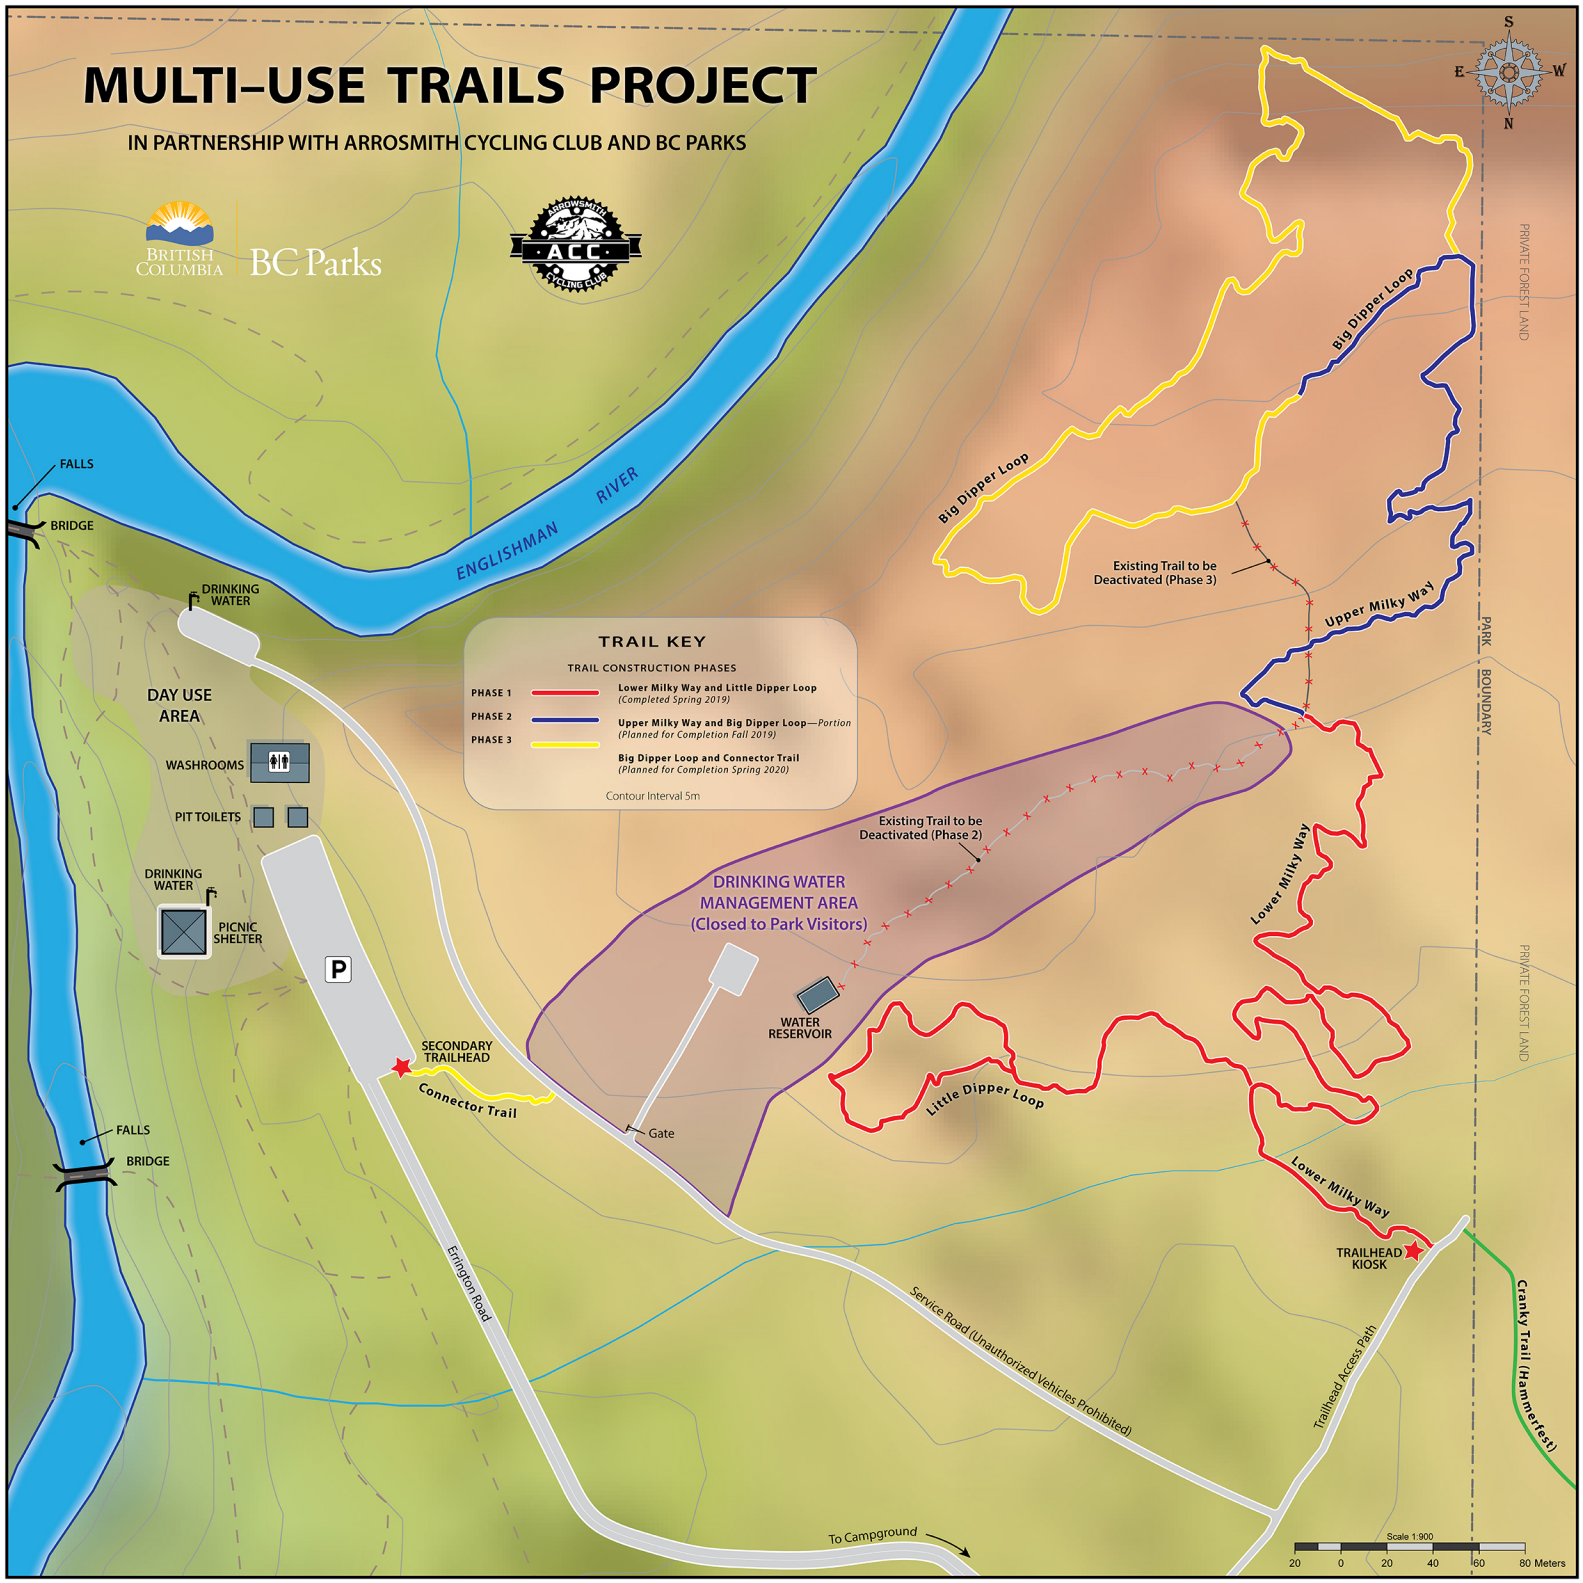 MULTI–USE TRAILS PROJECT
IN PARTNERSHIP WITH ARROSMITH CYCLING CLUB AND BC PARKS
BRITISH
COLUMBIA
BC Parks
ARROWSMITH
ACC
CYCLING CLUB
S
E
W
N
PRIVATE FOREST LAND
Big Dipper Loop
Big Dipper Loop
FALLS
BRIDGE
ENGLISHMAN RIVER
Existing Trail to be
Deactivated (Phase 3)
Upper Milky Way
PARK BOUNDARY
DRINKING
WATER
DAY USE
AREA
WASHROOMS
PIT TOILETS
DRINKING
WATER
PICNIC
SHELTER
P
TRAIL KEY
TRAIL CONSTRUCTION PHASES
PHASE 1
Lower Milky Way and Little Dipper Loop
(Completed Spring 2019)
PHASE 2
Upper Milky Way and Big Dipper Loop—Portion
(Planned for Completion Fall 2019)
PHASE 3
Big Dipper Loop and Connector Trail
(Planned for Completion Spring 2020)
Contour Interval 5m
Existing Trail to be
Deactivated (Phase 2)
DRINKING WATER
MANAGEMENT AREA
(Closed to Park Visitors)
Lower Milky Way
WATER
RESERVOIR
PRIVATE FOREST LAND
SECONDARY
TRAILHEAD
Connector Trail
Little Dipper Loop
Gate
FALLS
BRIDGE
Lower Milky Way
TRAILHEAD
KIOSK
Errington Road
Service Road (Unauthorized Vehicles Prohibited)
Trailhead Access Path
Cranky Trail (Hammerfest)
To Campground
Scale 1:900
20 0 20 40 60 80 Meters